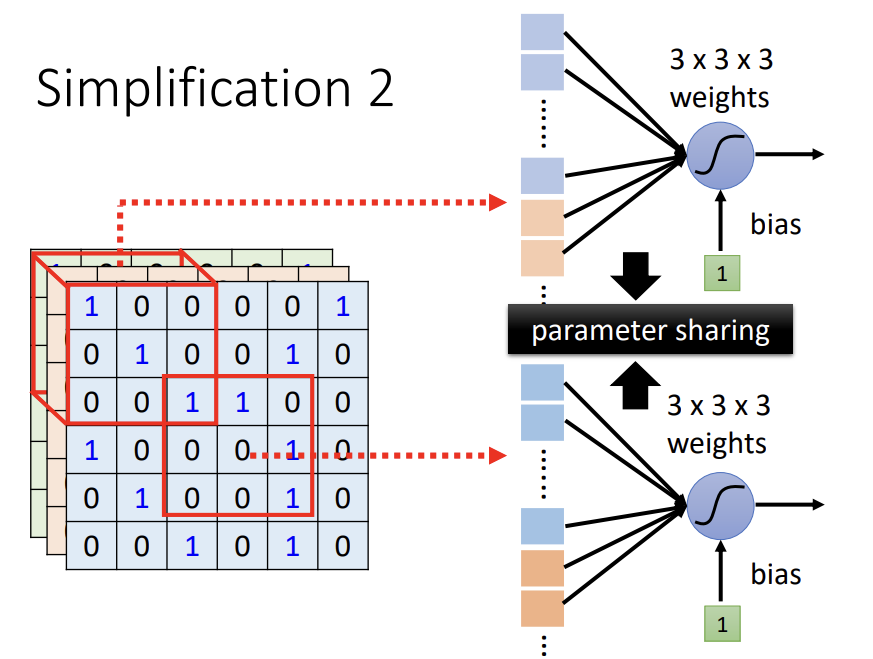 Simplification 2
3 x 3 x 3
weights
bias
1
parameter sharing
3 x 3 x 3
weights
bias
1
1 0 0 0 0 1
0 1 0 0 1 0
0 0 1 1 0 0
1 0 0 0 1 0
0 1 0 0 1 0
0 0 1 0 1 0